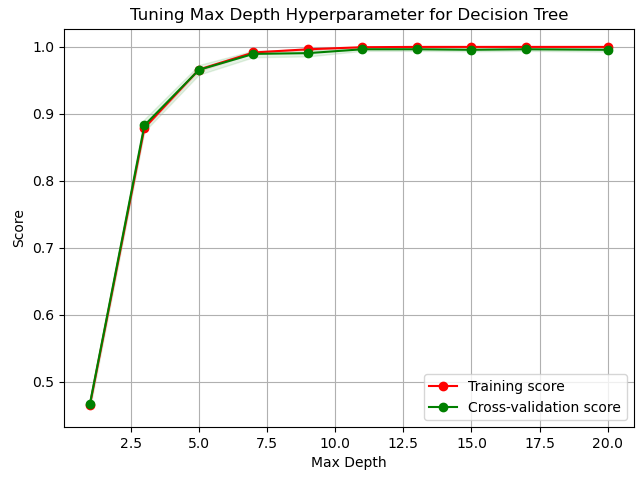 Tuning Max Depth Hyperparameter for Decision Tree
1.0
0.9
0.8
0.7
0.6
0.5
Score
Training score
Cross-validation score
2.5 5.0 7.5 10.0 12.5 15.0 17.5 20.0
Max Depth